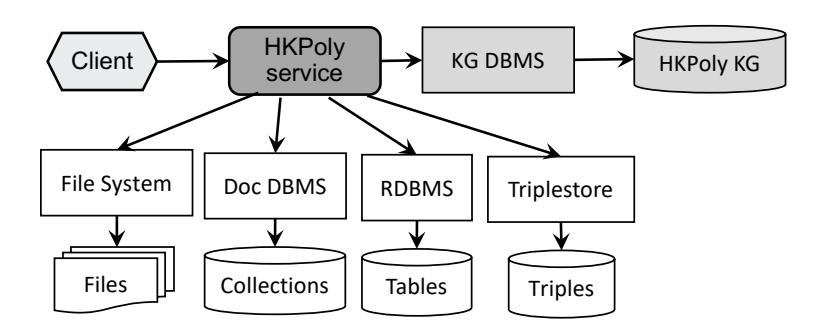 Client
HKPoly
service
KG DBMS
HKPoly KG
File System
Doc DBMS
RDBMS
Triplestore
Files
Collections
Tables
Triples